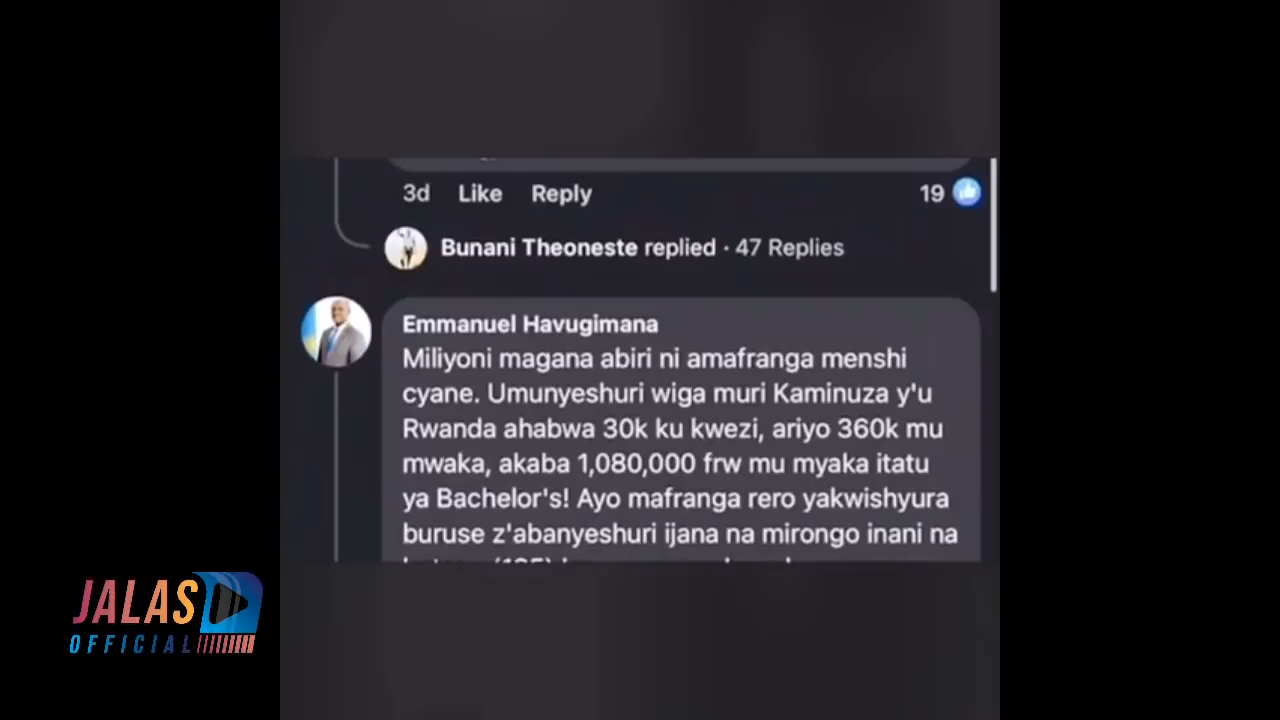 3d Like Reply 19
Bunani Theoneste replied · 47 Replies
Emmanuel Havugimana
Miliyoni magana abiri ni amafranga menshi
cyane. Umunyeshuri wiga muri Kaminuza y'u
Rwanda ahabwa 30k ku kwezi, ariyo 360k mu
mwaka, akaba 1,080,000 frw mu myaka itatu
ya Bachelor's! Ayo mafranga rero yakwishyura
buruse z'abanyeshuri ijana na mirongo inani na
JALAS
OFFICIAL